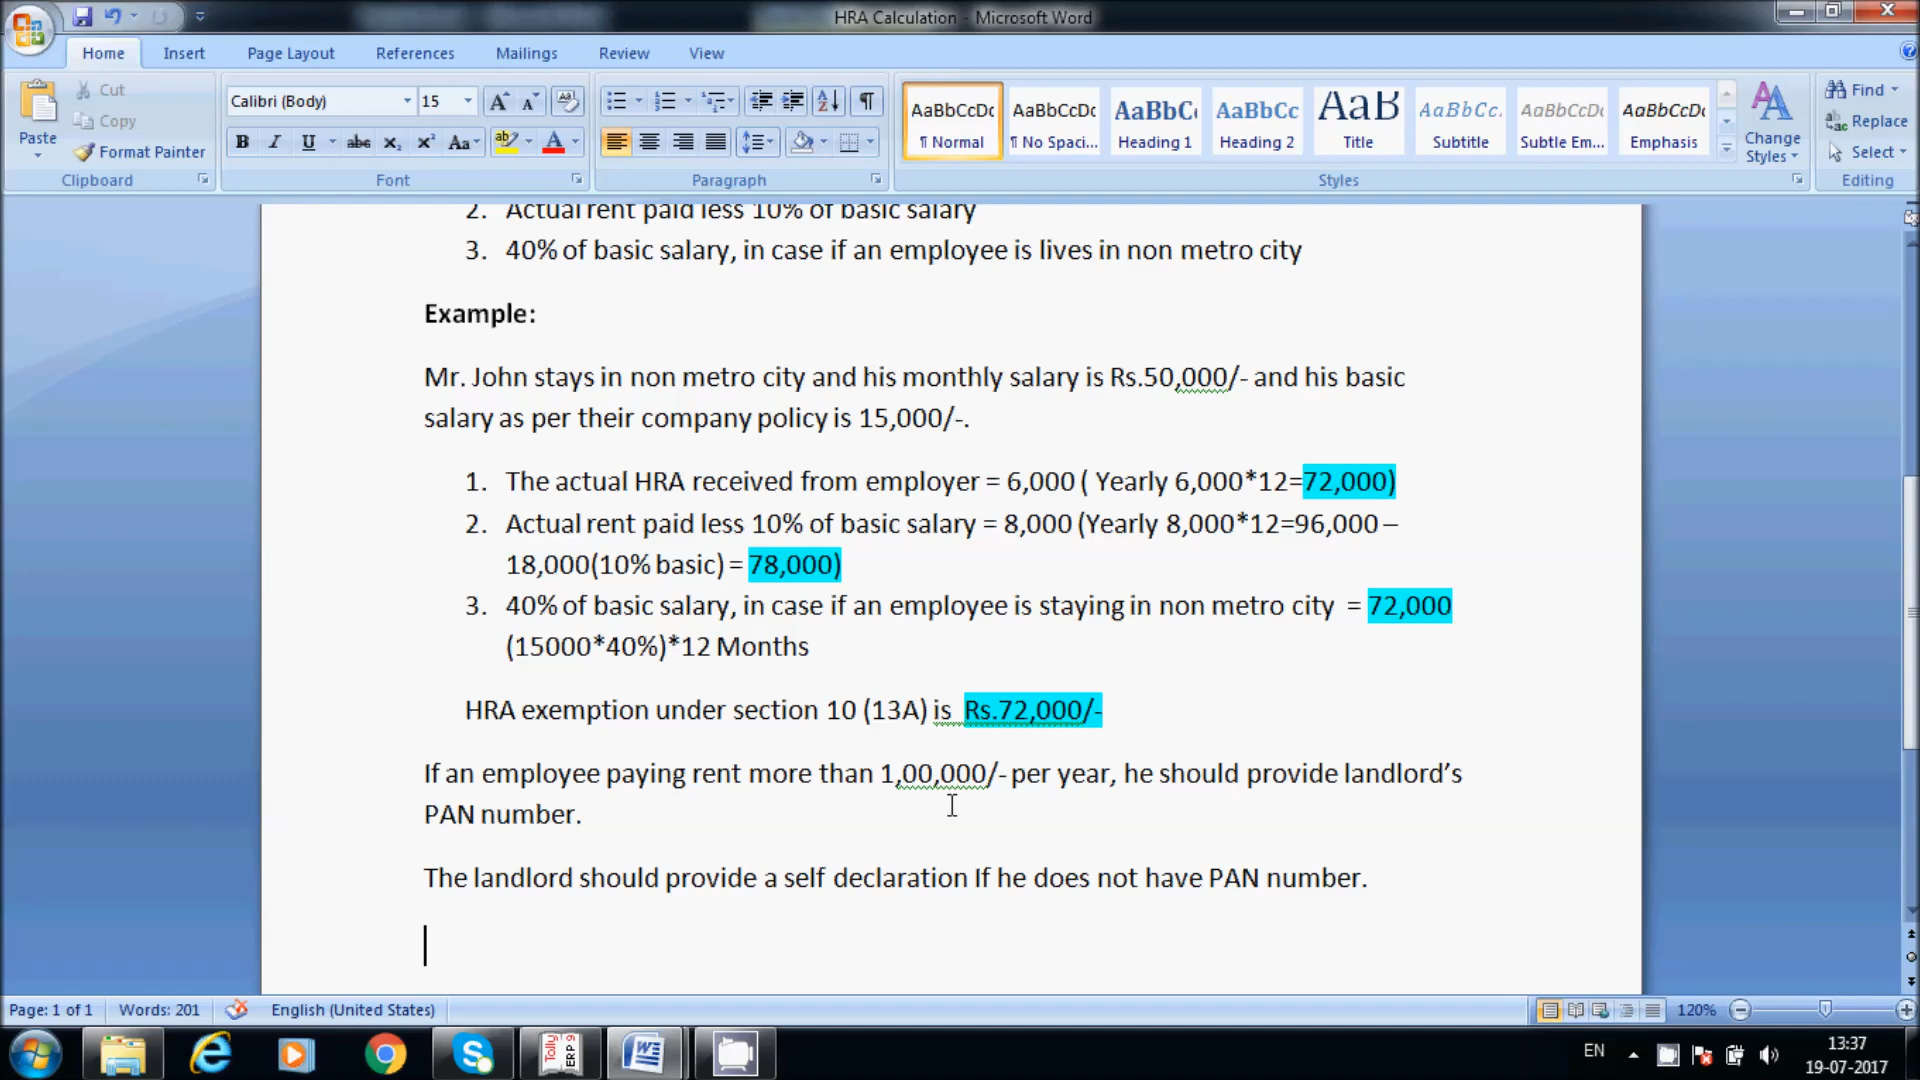 HRA Calculation - Microsoft Word
Home Insert Page Layout References Mailings Review View
Paste
Cut
Copy
Format Painter
Clipboard
Calibri (Body) 15
B I U abc X₂ X² Aa ab A
Font
Paragraph
AaBbCcDc AaBbCcDc AaBbC AaBbCc AaB AaBbCc. AaBbCcDc AaBbCcDc
¶ Normal ¶ No Spaci... Heading 1 Heading 2 Title Subtitle Subtle Em... Emphasis
Change Styles
Styles
Find
Replace
Select
Editing
2. Actual rent paid less 10% of basic salary
3. 40% of basic salary, in case if an employee is lives in non metro city
Example:
Mr. John stays in non metro city and his monthly salary is Rs.50,000/- and his basic
salary as per their company policy is 15,000/-.
1. The actual HRA received from employer = 6,000 ( Yearly 6,000*12=72,000)
2. Actual rent paid less 10% of basic salary = 8,000 (Yearly 8,000*12=96,000 –
18,000(10% basic) = 78,000)
3. 40% of basic salary, in case if an employee is staying in non metro city = 72,000
(15000*40%)*12 Months
HRA exemption under section 10 (13A) is Rs.72,000/-
If an employee paying rent more than 1,00,000/- per year, he should provide landlord’s
PAN number.
The landlord should provide a self declaration If he does not have PAN number.
Page: 1 of 1 Words: 201 English (United States) 120%
Tally ERP 9
EN
13:37
19-07-2017